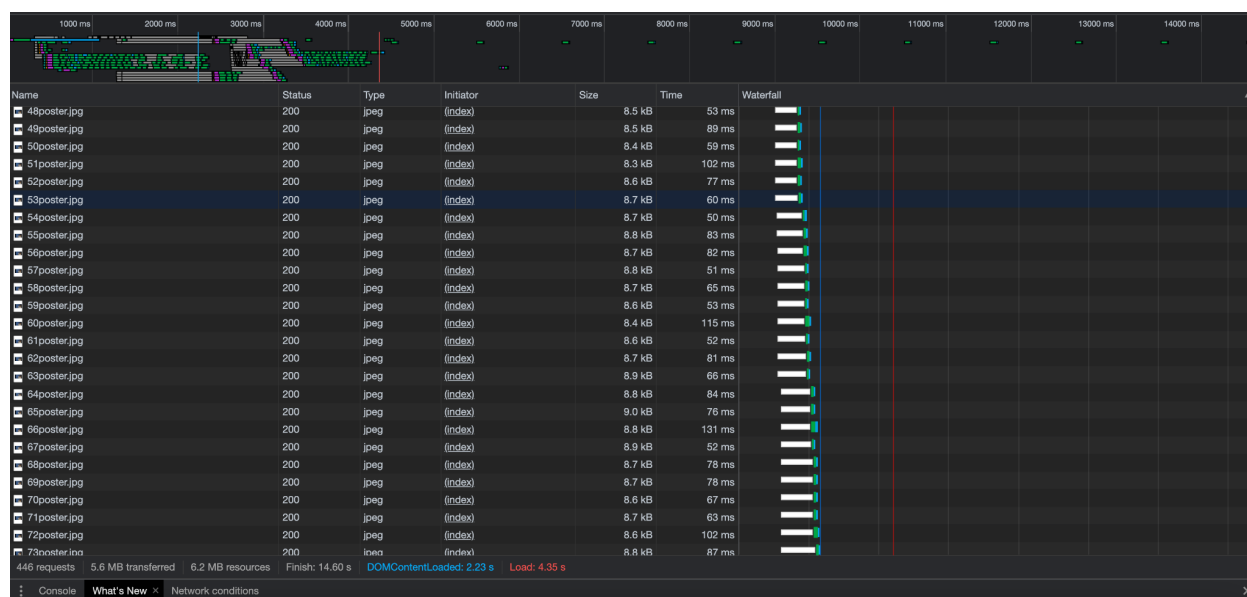 1000 ms 2000 ms 3000 ms 4000 ms 5000 ms 6000 ms 7000 ms 8000 ms 9000 ms 10000 ms 11000 ms 12000 ms 13000 ms 14000 ms
Name Status Type Initiator Size Time Waterfall
48poster.jpg 200 jpeg (index) 8.5 kB 53 ms
49poster.jpg 200 jpeg (index) 8.5 kB 89 ms
50poster.jpg 200 jpeg (index) 8.4 kB 59 ms
51poster.jpg 200 jpeg (index) 8.3 kB 102 ms
52poster.jpg 200 jpeg (index) 8.6 kB 77 ms
53poster.jpg 200 jpeg (index) 8.7 kB 60 ms
54poster.jpg 200 jpeg (index) 8.7 kB 50 ms
55poster.jpg 200 jpeg (index) 8.8 kB 83 ms
56poster.jpg 200 jpeg (index) 8.7 kB 82 ms
57poster.jpg 200 jpeg (index) 8.8 kB 51 ms
58poster.jpg 200 jpeg (index) 8.7 kB 65 ms
59poster.jpg 200 jpeg (index) 8.6 kB 53 ms
60poster.jpg 200 jpeg (index) 8.4 kB 115 ms
61poster.jpg 200 jpeg (index) 8.6 kB 52 ms
62poster.jpg 200 jpeg (index) 8.7 kB 81 ms
63poster.jpg 200 jpeg (index) 8.9 kB 66 ms
64poster.jpg 200 jpeg (index) 8.8 kB 84 ms
65poster.jpg 200 jpeg (index) 9.0 kB 76 ms
66poster.jpg 200 jpeg (index) 8.8 kB 131 ms
67poster.jpg 200 jpeg (index) 8.9 kB 52 ms
68poster.jpg 200 jpeg (index) 8.7 kB 78 ms
69poster.jpg 200 jpeg (index) 8.7 kB 78 ms
70poster.jpg 200 jpeg (index) 8.6 kB 67 ms
71poster.jpg 200 jpeg (index) 8.7 kB 63 ms
72poster.jpg 200 jpeg (index) 8.6 kB 102 ms
73poster.jpg 200 jpeg (index) 8.8 kB 87 ms
446 requests 5.6 MB transferred 6.2 MB resources Finish: 14.60 s DOMContentLoaded: 2.23 s Load: 4.35 s
Console What's New × Network conditions